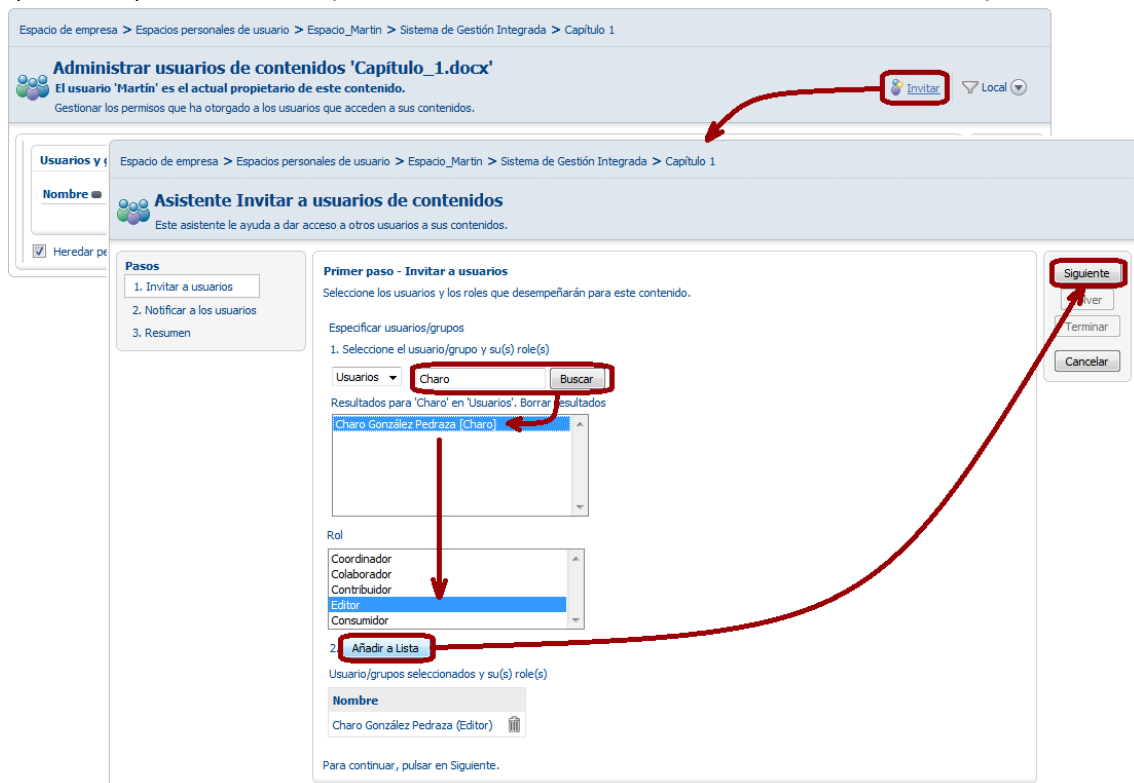 Espacio de empresa > Espacios personales de usuario > Espacio_Martin > Sistema de Gestión Integrada > Capítulo 1
Administrar usuarios de contenidos 'Capítulo_1.docx'
El usuario 'Martín' es el actual propietario de este contenido.
Gestionar los permisos que ha otorgado a los usuarios que acceden a sus contenidos.
Invitar
Local
Usuarios y
Nombre
Heredar
Espacio de empresa > Espacios personales de usuario > Espacio_Martin > Sistema de Gestión Integrada > Capítulo 1
Asistente Invitar a usuarios de contenidos
Este asistente le ayuda a dar acceso a otros usuarios a sus contenidos.
Pasos
1. Invitar a usuarios
2. Notificar a los usuarios
3. Resumen
Primer paso - Invitar a usuarios
Seleccione los usuarios y los roles que desempeñarán para este contenido.
Especificar usuarios/grupos
1. Seleccione el usuario/grupo y su(s) role(s)
Usuarios
Charo
Buscar
Resultados para 'Charo' en 'Usuarios'. Borrar resultados
Charo González Pedraza [Charo]
Rol
Coordinador
Colaborador
Contribuidor
Editor
Consumidor
2. Añadir a Lista
Usuario/grupos seleccionados y su(s) role(s)
Nombre
Charo González Pedraza (Editor)
Para continuar, pulsar en Siguiente.
Siguiente
Terminar
Cancelar